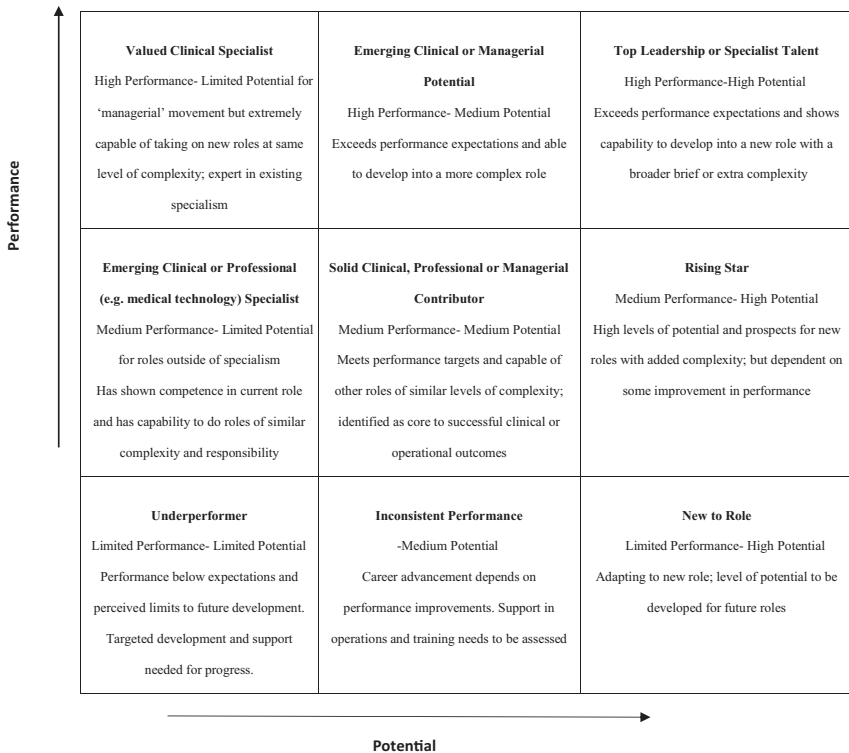 Performance
Valued Clinical Specialist
High Performance- Limited Potential for
‘managerial’ movement but extremely
capable of taking on new roles at same
level of complexity; expert in existing
specialism
Emerging Clinical or Managerial
Potential
High Performance- Medium Potential
Exceeds performance expectations and able
to develop into a more complex role
Top Leadership or Specialist Talent
High Performance-High Potential
Exceeds performance expectations and shows
capability to develop into a new role with a
broader brief or extra complexity
Emerging Clinical or Professional
(e.g. medical technology) Specialist
Medium Performance- Limited Potential
for roles outside of specialism
Has shown competence in current role
and has capability to do roles of similar
complexity and responsibility
Solid Clinical, Professional or Managerial
Contributor
Medium Performance- Medium Potential
Meets performance targets and capable of
other roles of similar levels of complexity;
identified as core to successful clinical or
operational outcomes
Rising Star
Medium Performance- High Potential
High levels of potential and prospects for new
roles with added complexity; but dependent on
some improvement in performance
Underperformer
Limited Performance- Limited Potential
Performance below expectations and
perceived limits to future development.
Targeted development and support
needed for progress.
Inconsistent Performance
-Medium Potential
Career advancement depends on
performance improvements. Support in
operations and training needs to be assessed
New to Role
Limited Performance- High Potential
Adapting to new role; level of potential to be
developed for future roles
Potential